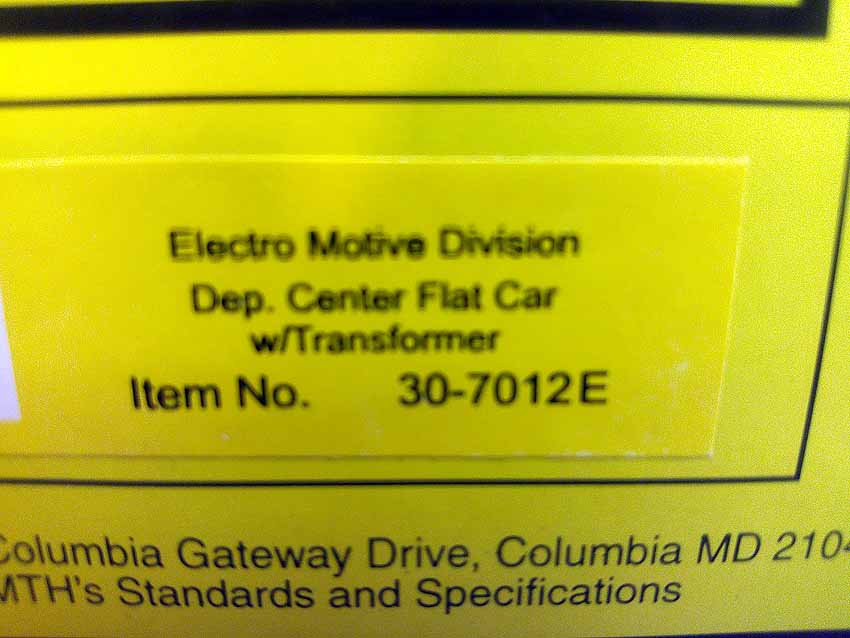 Electro Motive Division
Dep. Center Flat Car
w/Transformer
Item No. 30-7012E
Columbia Gateway Drive, Columbia MD 2104
MTH's Standards and Specifications